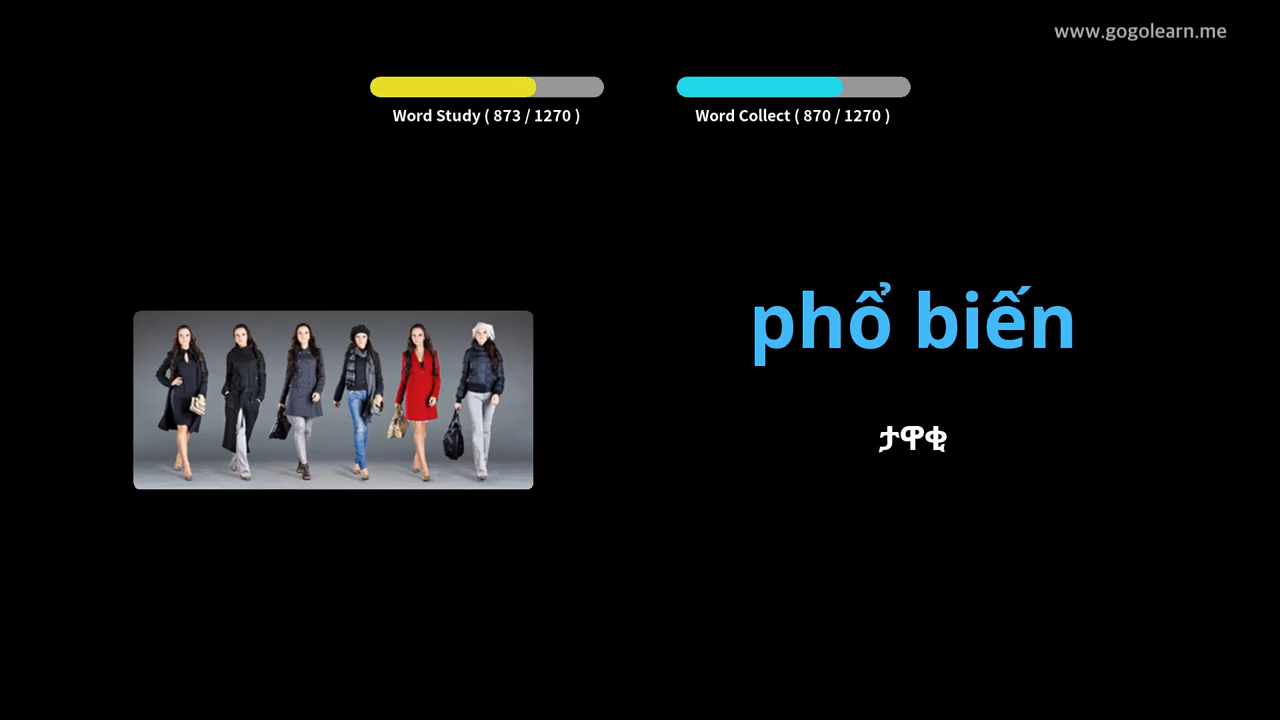 www.gogolearn.me
Word Study ( 873 / 1270 )
Word Collect ( 870 / 1270 )
phổ biến
ታዋቂ